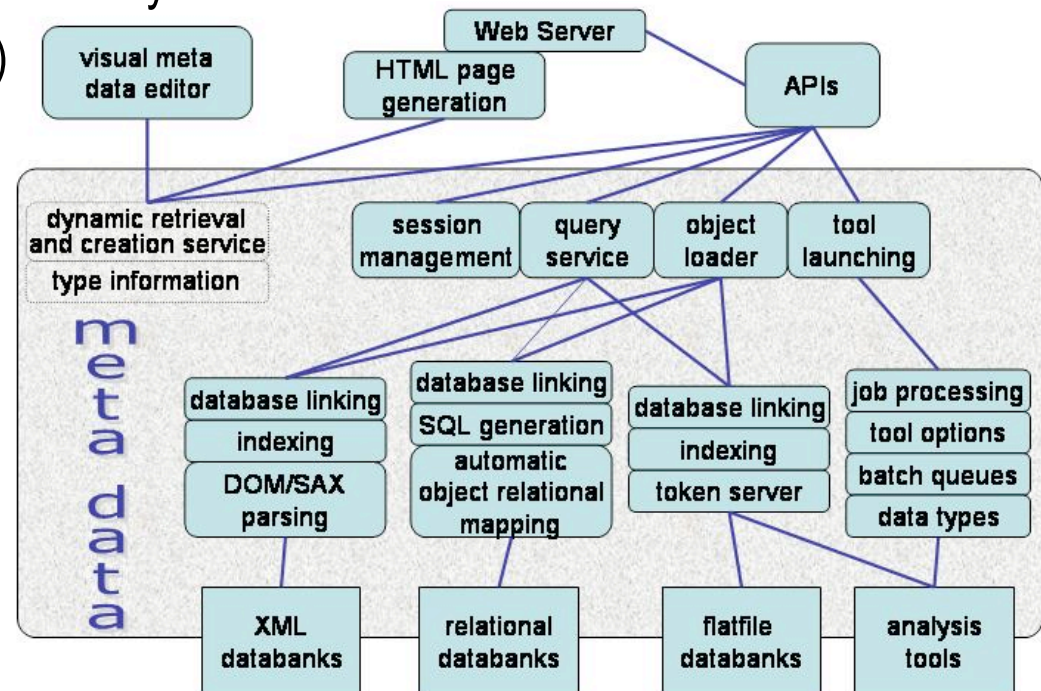 )
visual meta
data editor
Web Server
HTML page
generation
APIs
dynamic retrieval
and creation service
type information
session
management
query
service
object
loader
tool
launching
meta data
database linking
indexing
DOM/SAX
parsing
database linking
SQL generation
automatic
object relational
mapping
database linking
indexing
token server
job processing
tool options
batch queues
data types
XML
databanks
relational
databanks
flatfile
databanks
analysis
tools